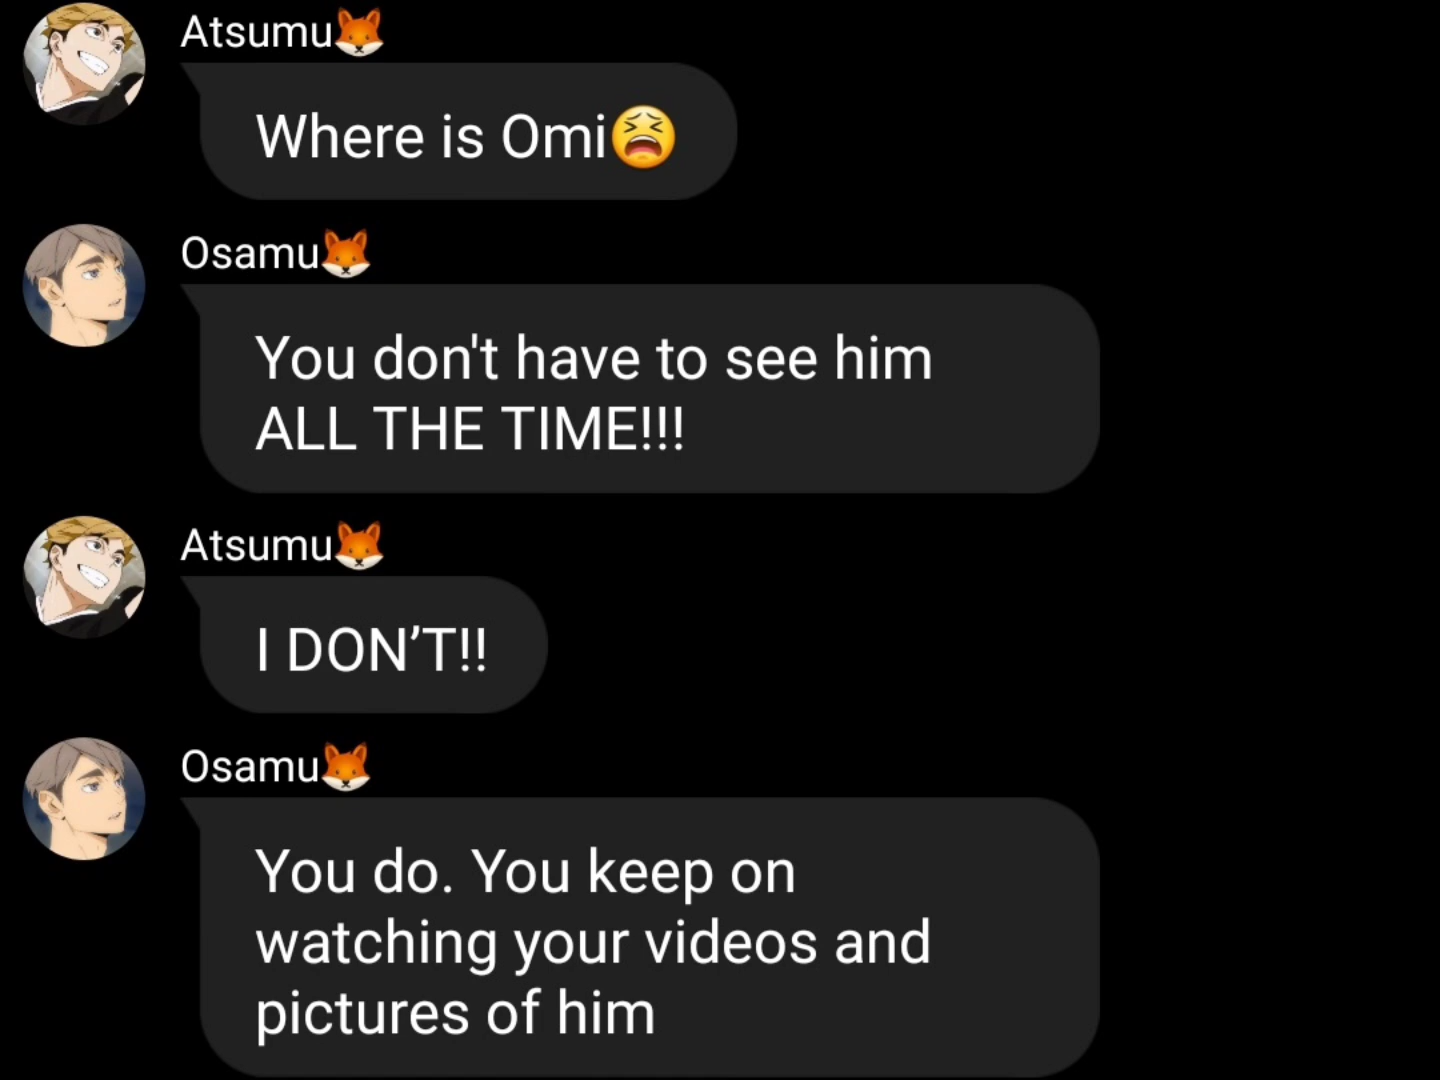 Atsumu🦊
Where is Omi😫
Osamu🦊
You don't have to see him
ALL THE TIME!!!
Atsumu🦊
I DON’T!!
Osamu🦊
You do. You keep on
watching your videos and
pictures of him